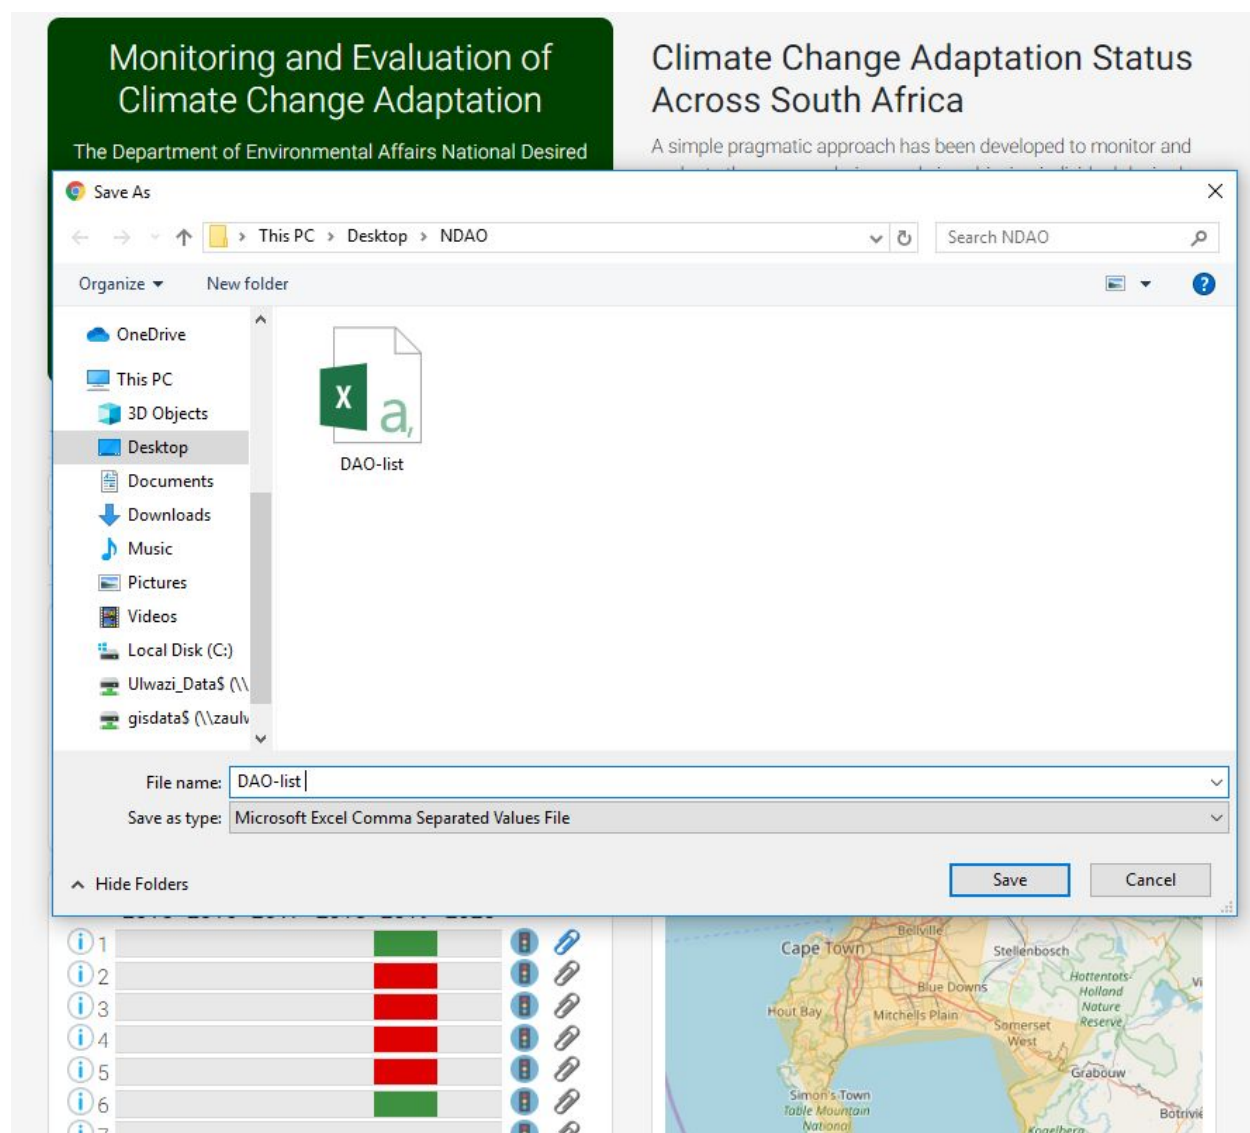 Monitoring and Evaluation of
Climate Change Adaptation
The Department of Environmental Affairs National Desired
Climate Change Adaptation Status
Across South Africa
A simple pragmatic approach has been developed to monitor and
Save As
This PC > Desktop > NDAO
Search NDAO
Organize
New folder
OneDrive
This PC
3D Objects
Desktop
Documents
Downloads
Music
Pictures
Videos
Local Disk (C:)
Ulwazi_Data$ (\\
gisdata$ (\\zaulw
DAO-list
File name: DAO-list
Save as type: Microsoft Excel Comma Separated Values File
Hide Folders
Save
Cancel
1
2
3
4
5
6
Bellville
Cape Town
Stellenbosch
Hottentots-
Holland
Nature
Reserve
Vi
Blue Downs
Hout Bay
Mitchells Plain
Somerset
West
Grabouw
Simon's Town
Table Mountain
National
Botrivie
Kogelberg